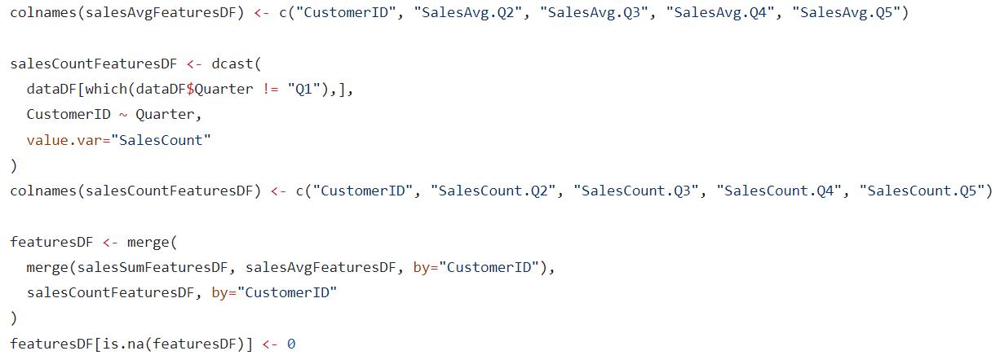 colnames(salesAvgFeaturesDF) <- c("CustomerID", "SalesAvg.Q2", "SalesAvg.Q3", "SalesAvg.Q4", "SalesAvg.Q5")
salesCountFeaturesDF <- dcast(
  dataDF[which(dataDF$Quarter != "Q1"),],
  CustomerID ~ Quarter,
  value.var="SalesCount"
)
colnames(salesCountFeaturesDF) <- c("CustomerID", "SalesCount.Q2", "SalesCount.Q3", "SalesCount.Q4", "SalesCount.Q5")
featuresDF <- merge(
  merge(salesSumFeaturesDF, salesAvgFeaturesDF, by="CustomerID"),
  salesCountFeaturesDF, by="CustomerID"
)
featuresDF[is.na(featuresDF)] <- 0